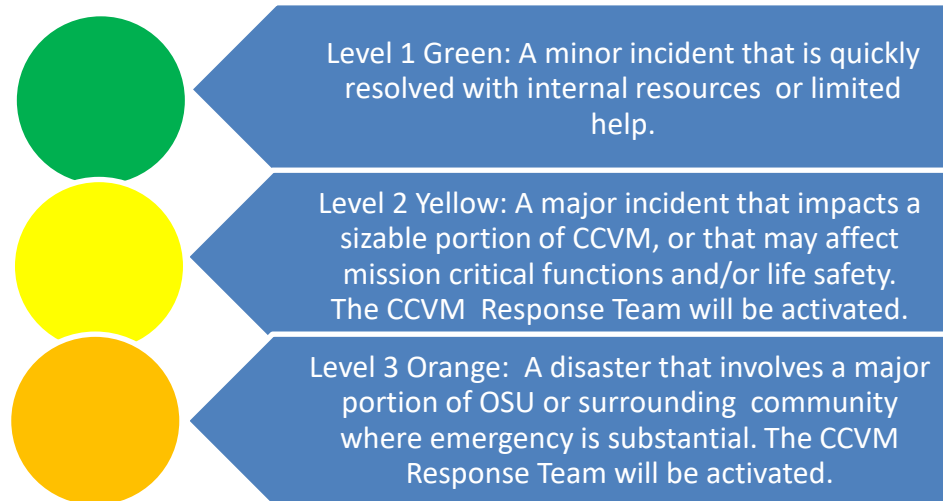 Level 1 Green: A minor incident that is quickly
resolved with internal resources  or limited
help.
Level 2 Yellow: A major incident that impacts a
sizable portion of CCVM, or that may affect
mission critical functions and/or life safety.
The CCVM  Response Team will be activated.
Level 3 Orange:  A disaster that involves a major
portion of OSU or surrounding  community
where emergency is substantial. The CCVM
Response Team will be activated.